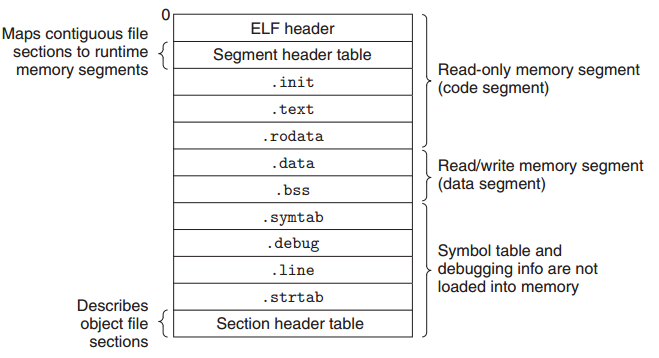 0
Maps contiguous file
sections to runtime
memory segments
ELF header
Segment header table
.init
.text
.rodata
.data
.bss
.symtab
.debug
.line
.strtab
Section header table
Describes
object file
sections
Read-only memory segment
(code segment)
Read/write memory segment
(data segment)
Symbol table and
debugging info are not
loaded into memory